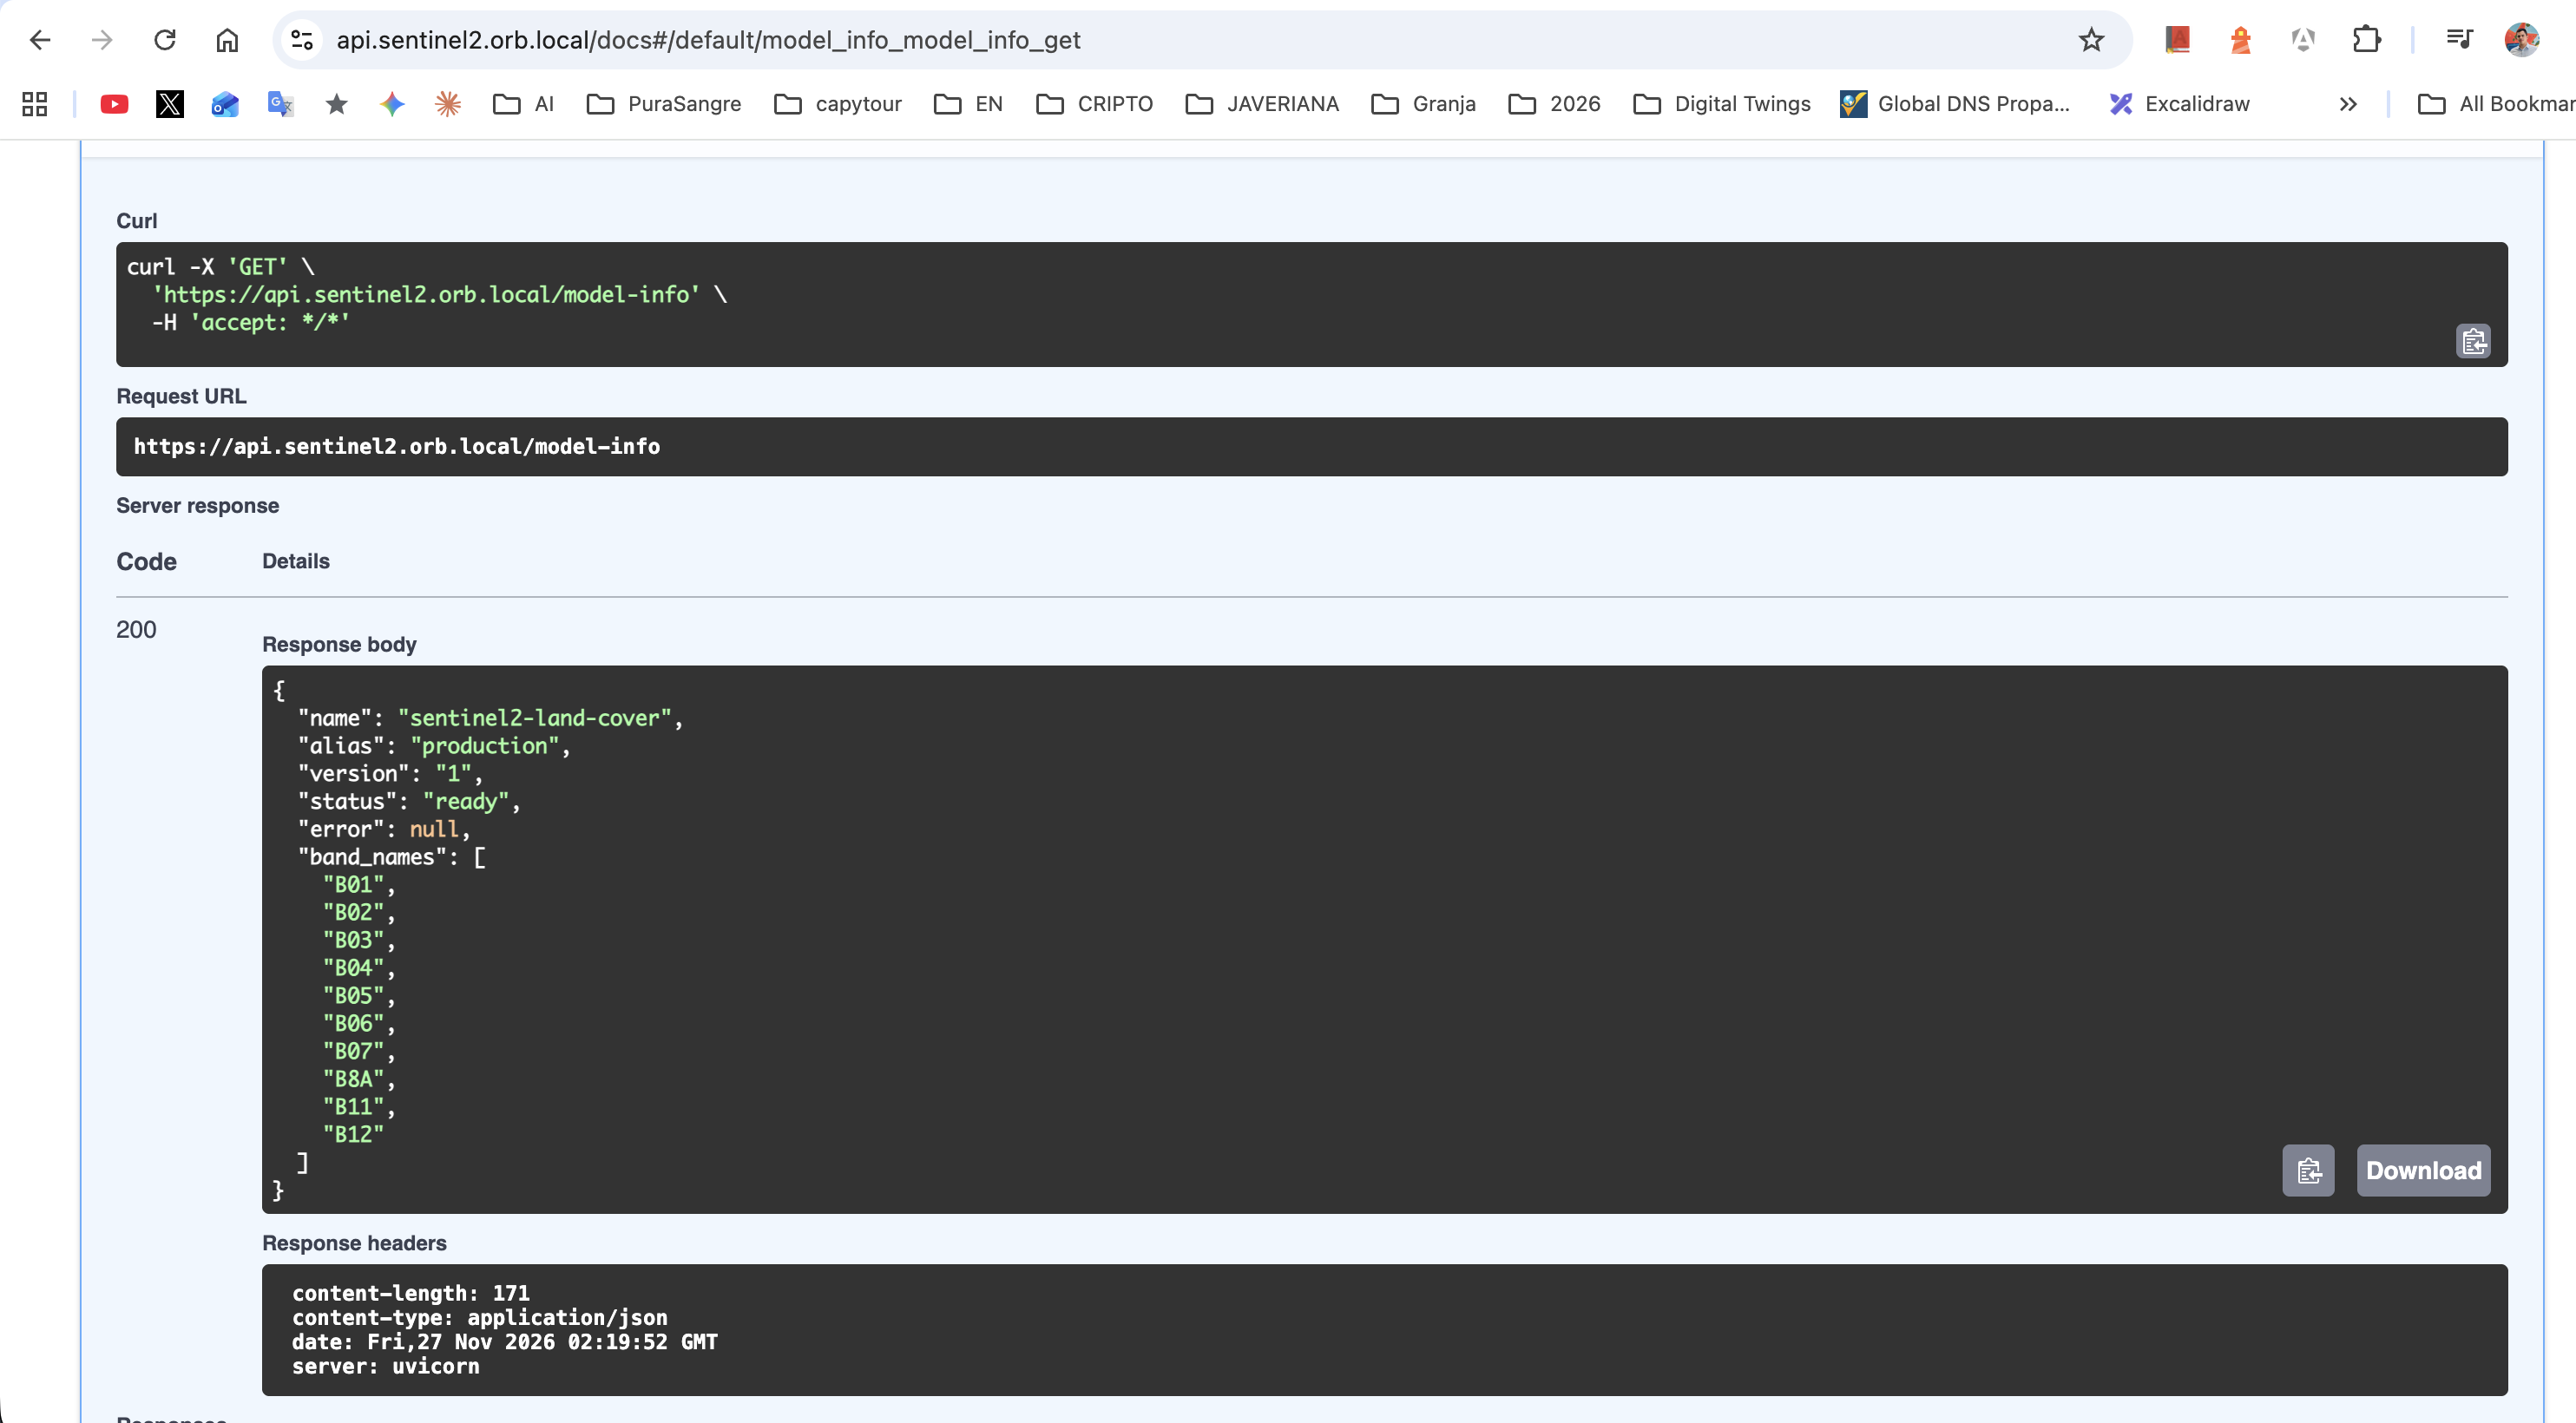 api.sentinel2.orb.local/docs#/default/model_info_model_info_get
AI
PuraSangre
capytour
EN
CRIPTO
JAVERIANA
Granja
2026
Digital Twings
Global DNS Propa...
Excalidraw
All Bookmar
Curl
curl -X 'GET' \
  'https://api.sentinel2.orb.local/model-info' \
  -H 'accept: */*'
Request URL
https://api.sentinel2.orb.local/model-info
Server response
Code Details
200
Response body
{
  "name": "sentinel2-land-cover",
  "alias": "production",
  "version": "1",
  "status": "ready",
  "error": null,
  "band_names": [
    "B01",
    "B02",
    "B03",
    "B04",
    "B05",
    "B06",
    "B07",
    "B8A",
    "B11",
    "B12"
  ]
}
Download
Response headers
content-length: 171
content-type: application/json
date: Fri,27 Nov 2026 02:19:52 GMT
server: uvicorn